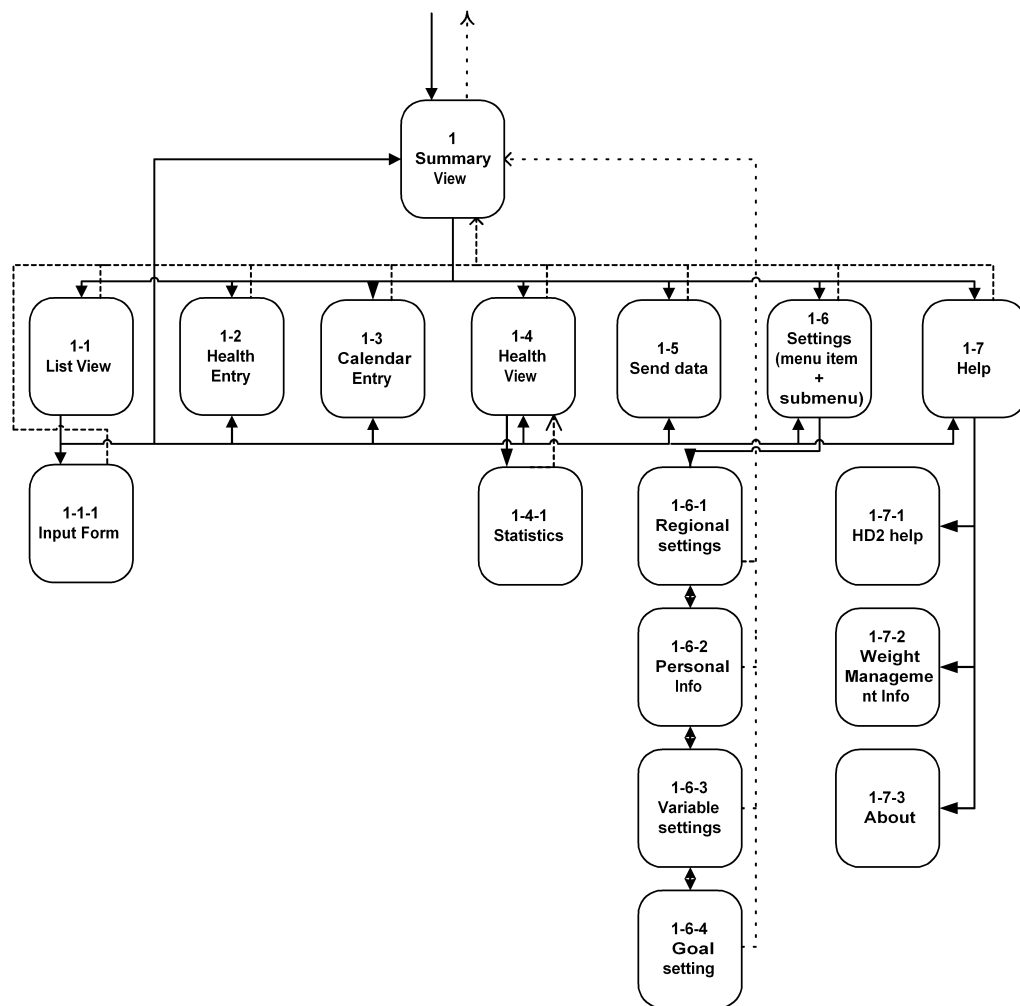 1
Summary
View
1-1
List View
1-2
Health
Entry
1-3
Calendar
Entry
1-4
Health
View
1-5
Send data
1-6
Settings
(menu item
+
submenu)
1-7
Help
1-1-1
Input Form
1-4-1
Statistics
1-6-1
Regional
settings
1-7-1
HD2 help
1-6-2
Personal
Info
1-7-2
Weight
Manageme
nt Info
1-6-3
Variable
settings
1-7-3
About
1-6-4
Goal
setting